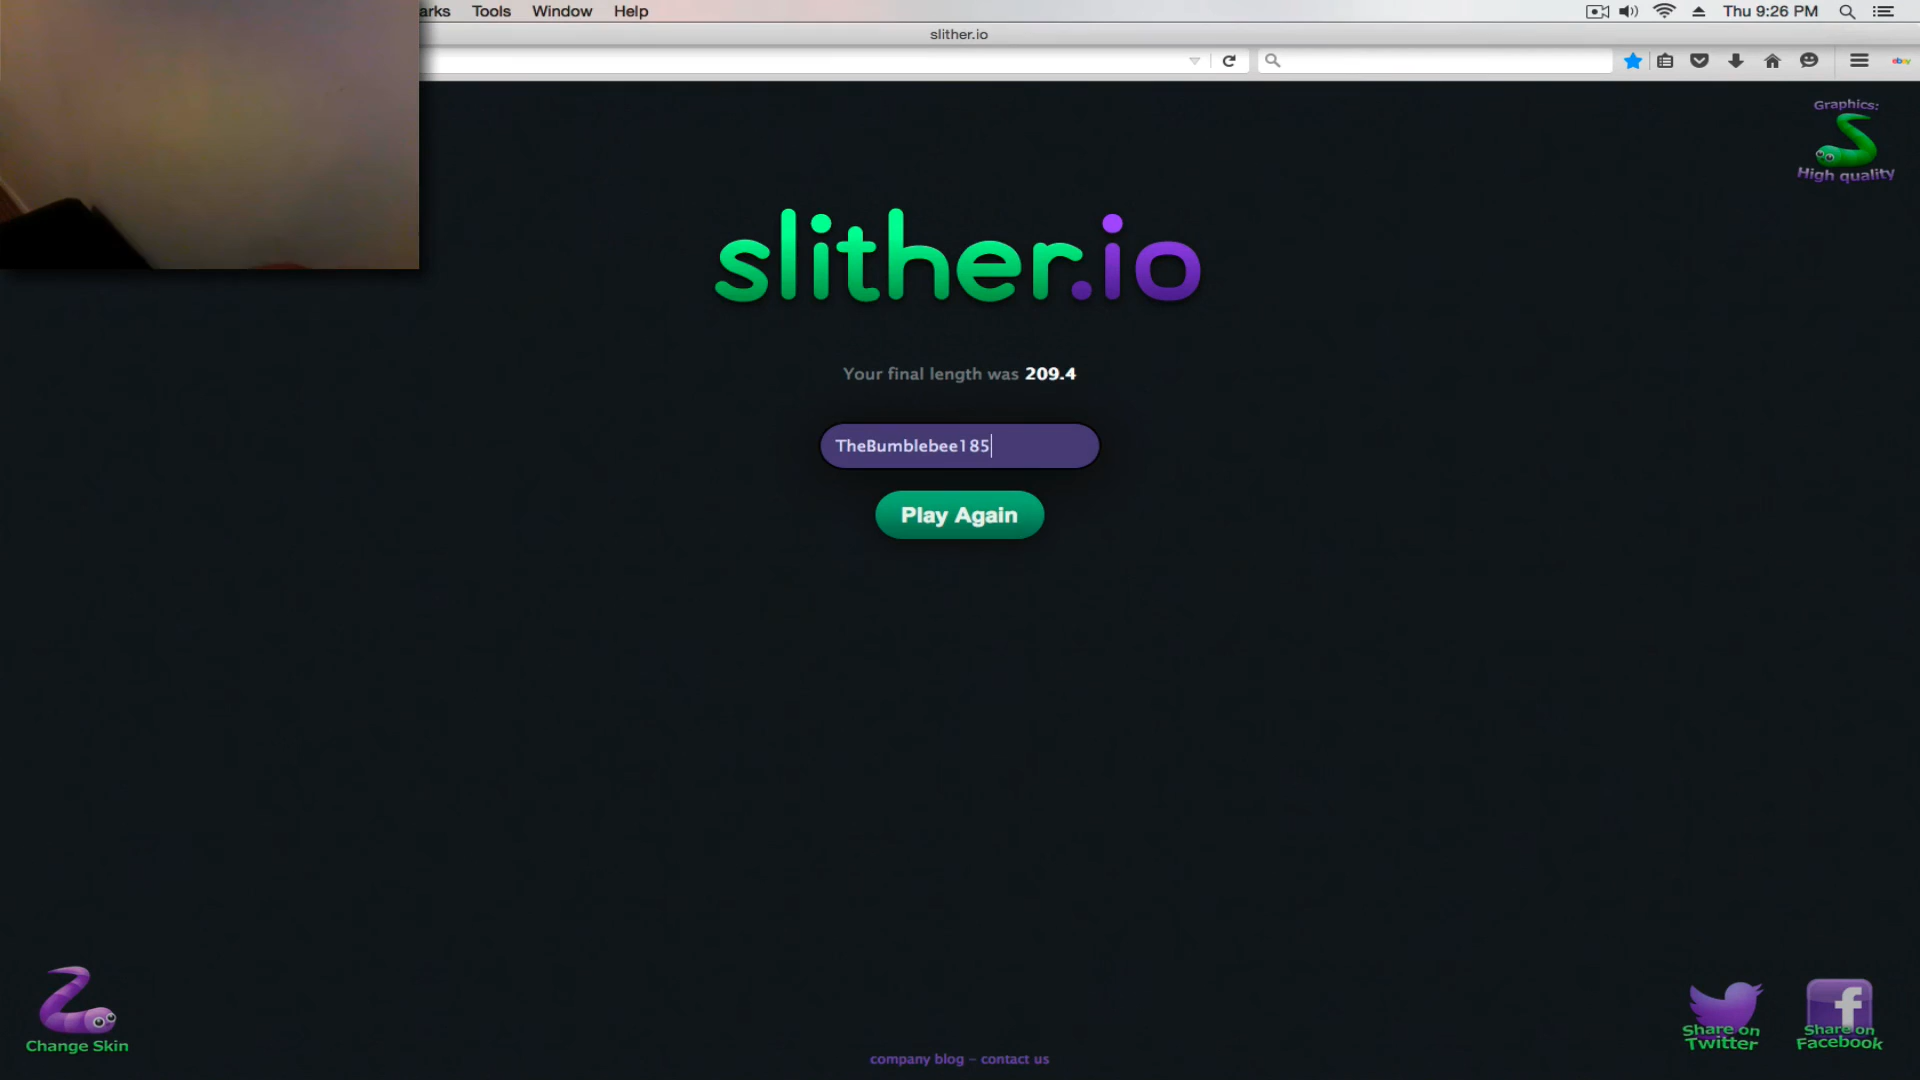 arks Tools Window Help Thu 9:26 PM
slither.io
ebay
Graphics:
High quality
slither.io
Your final length was 209.4
TheBumblebee185
Play Again
Change Skin
Share on
Twitter
Share on
Facebook
company blog – contact us